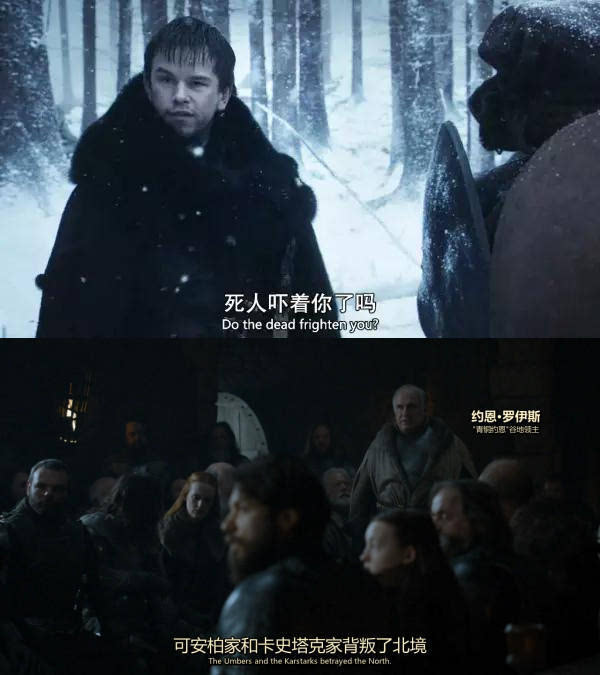 死人吓着你了吗
Do the dead frighten you?
约恩·罗伊斯
"青铜约恩"谷地领主
可安柏家和卡史塔克家背叛了北境
The Umbers and the Karstarks betrayed the North.